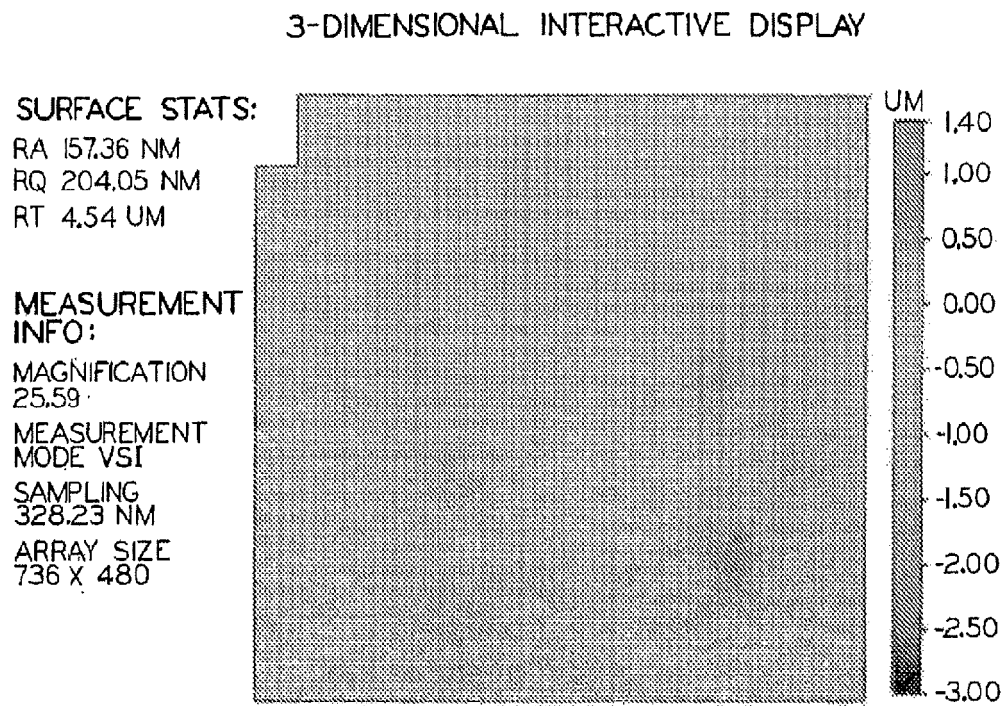 3-DIMENSIONAL INTERACTIVE DISPLAY
SURFACE STATS:
RA 157.36 NM
RQ 204.05 NM
RT 4.54 UM
MEASUREMENT
INFO:
MAGNIFICATION
25.59
MEASUREMENT
MODE VSI
SAMPLING
328.23 NM
ARRAY SIZE
736 X 480
UM
1.40
1.00
0.50
0.00
-0.50
-1.00
-1.50
-2.00
-2.50
-3.00